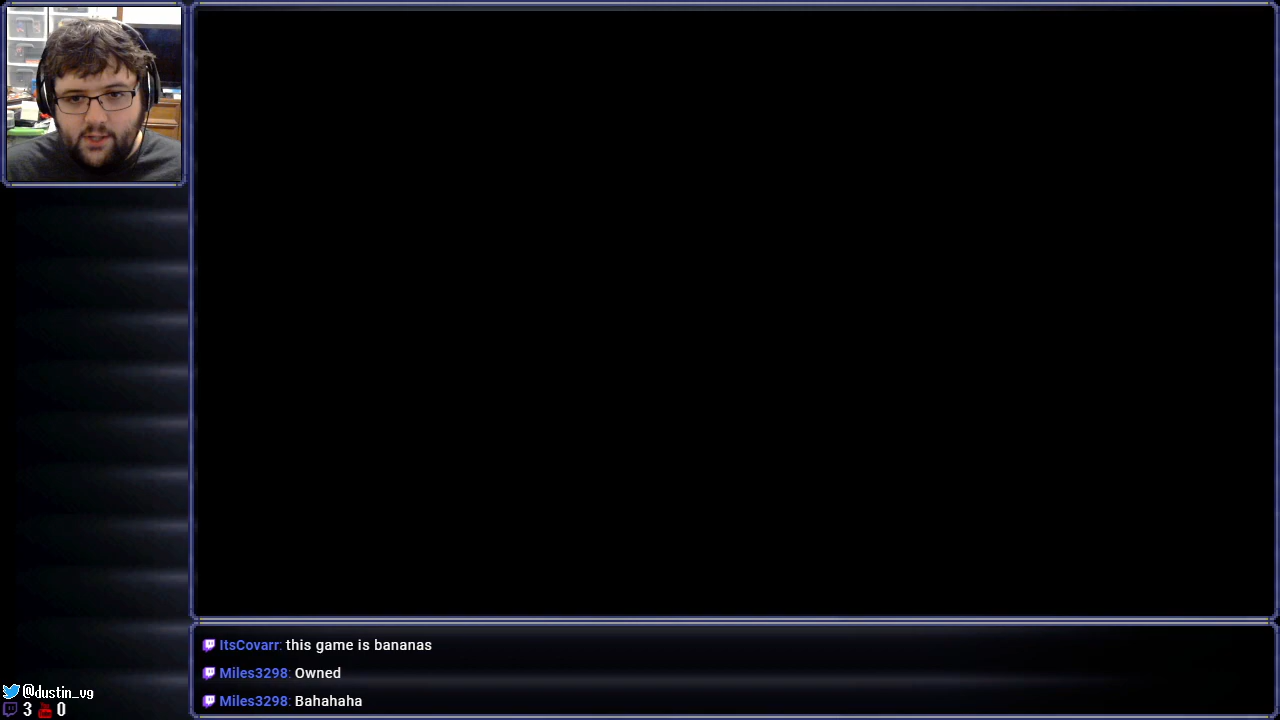 ItsCovarr: this game is bananas
Miles3298: Owned
Miles3298: Bahahaha
@dustin_vg
3 0